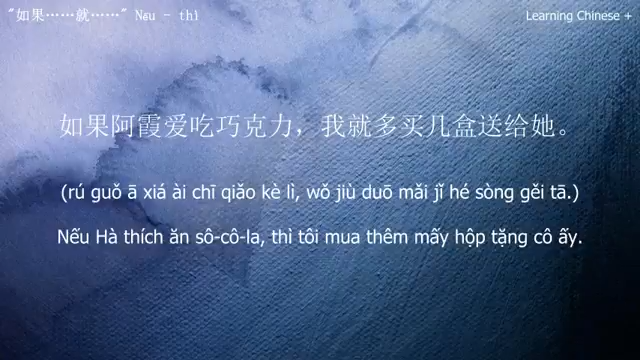 "如果……就……" Nếu - thì
Learning Chinese +
如果阿霞爱吃巧克力，我就多买几盒送给她。
(rú guǒ ā xiá ài chī qiǎo kè lì, wǒ jiù duō mǎi jǐ hé sòng gěi tā.)
Nếu Hà thích ăn sô-cô-la, thì tôi mua thêm mấy hộp tặng cô ấy.